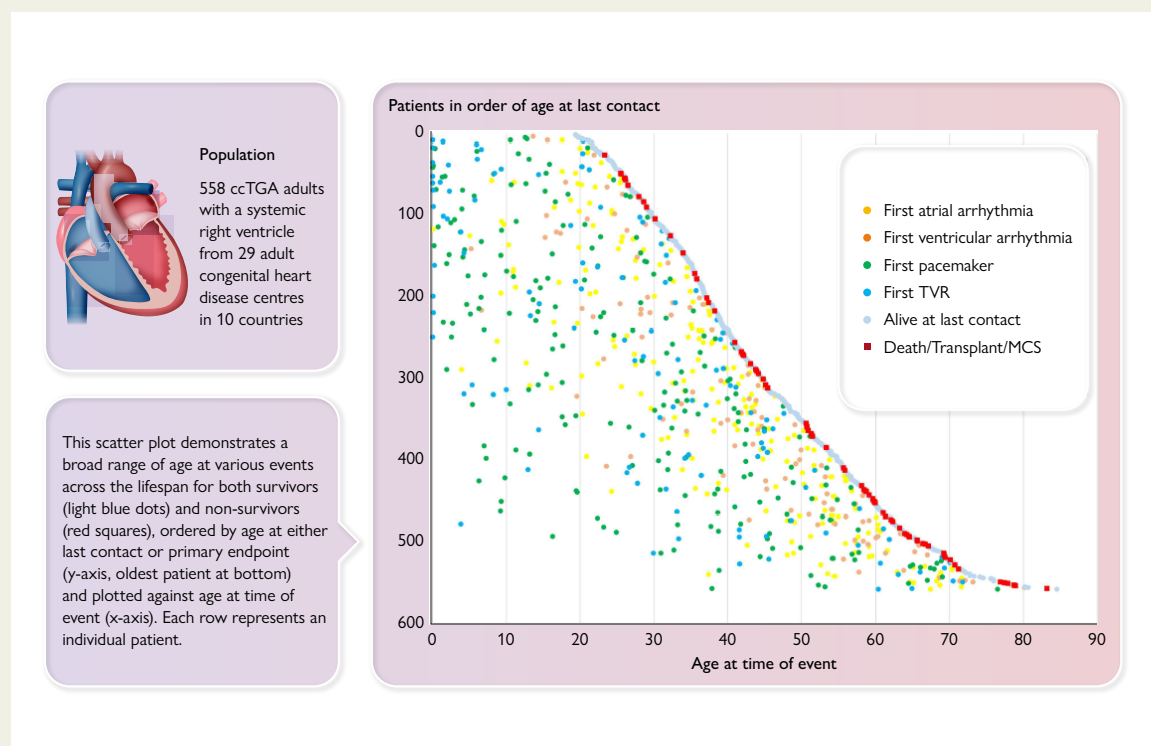 Population
558 ccTGA adults
with a systemic
right ventricle
from 29 adult
congenital heart
disease centres
in 10 countries
This scatter plot demonstrates a
broad range of age at various events
across the lifespan for both survivors
(light blue dots) and non-survivors
(red squares), ordered by age at either
last contact or primary endpoint
(y-axis, oldest patient at bottom)
and plotted against age at time of
event (x-axis). Each row represents an
individual patient.
Patients in order of age at last contact
0
100
200
300
400
500
600
0 10 20 30 40 50 60 70 80 90
Age at time of event
First atrial arrhythmia
First ventricular arrhythmia
First pacemaker
First TVR
Alive at last contact
Death/Transplant/MCS